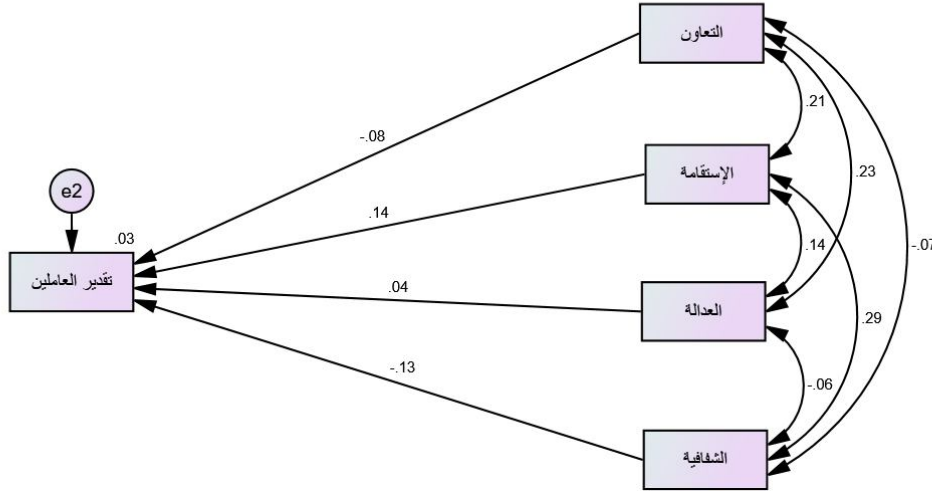 التعاون
-.08
.21
e2
الإستقامة
.23
.14
.03
-.07
.14
تقدير العاملين
.04
العدالة
.29
-.13
-.06
الشفافية